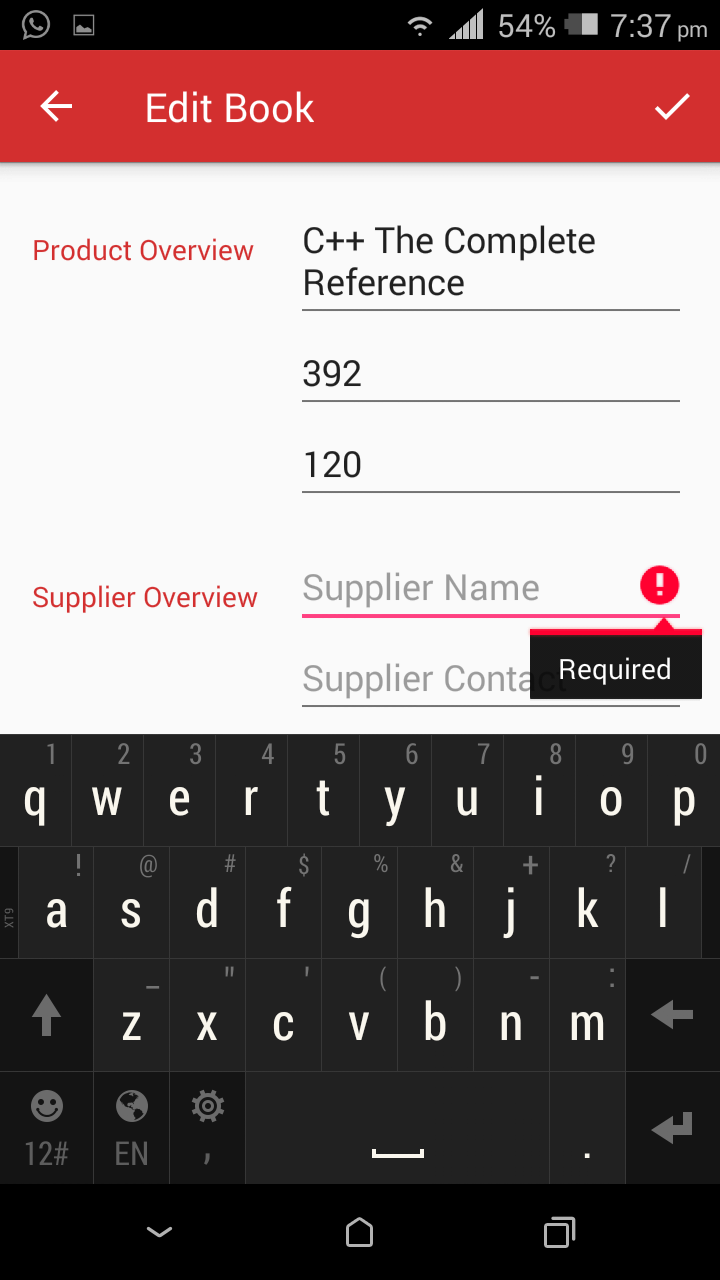 54% 7:37 pm
Edit Book
Product Overview
C++ The Complete
Reference
392
120
Supplier Overview
Supplier Name
Supplier Contact
Required
1 2 3 4 5 6 7 8 9 0
q w e r t y u i o p
! @ # $ % & + ? /
XT9 a s d f g h j k l
_ " ' ( ) - :
z x c v b n m
12# EN , .